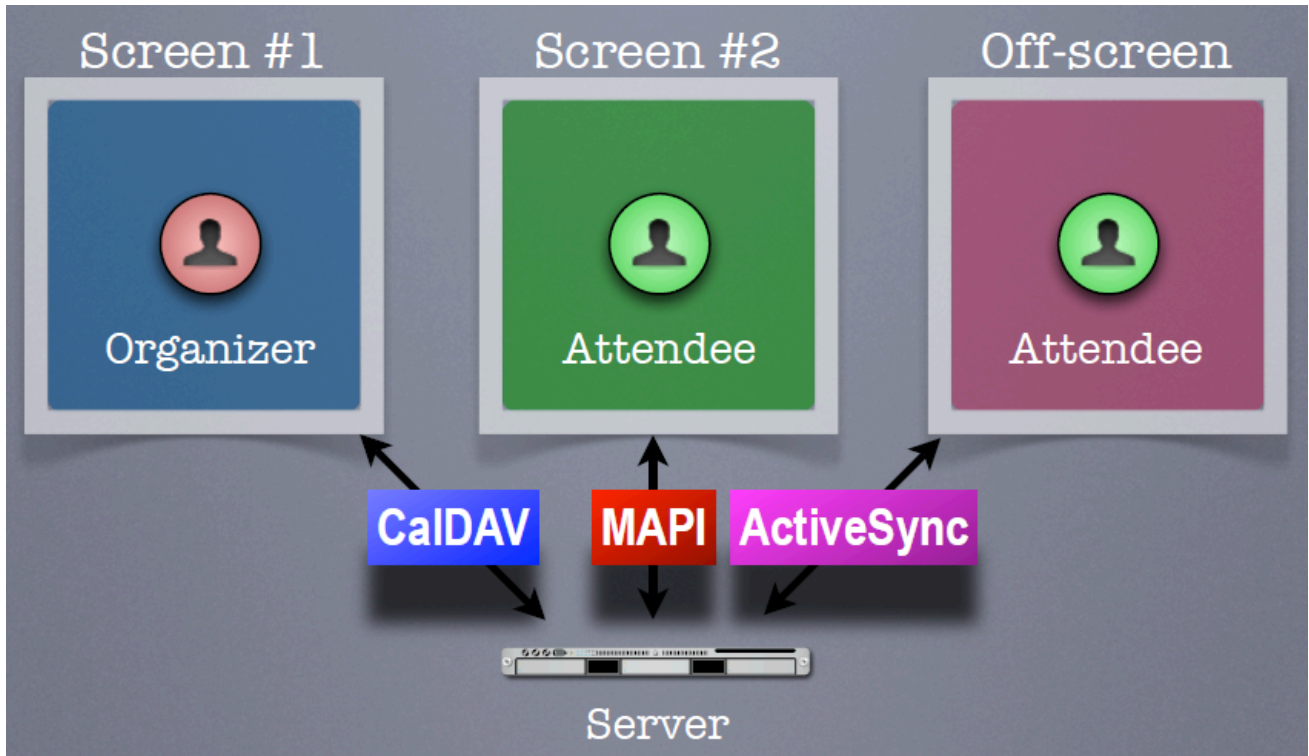 Screen #1
Screen #2
Off-screen
Organizer
Attendee
Attendee
CalDAV
MAPI
ActiveSync
Server